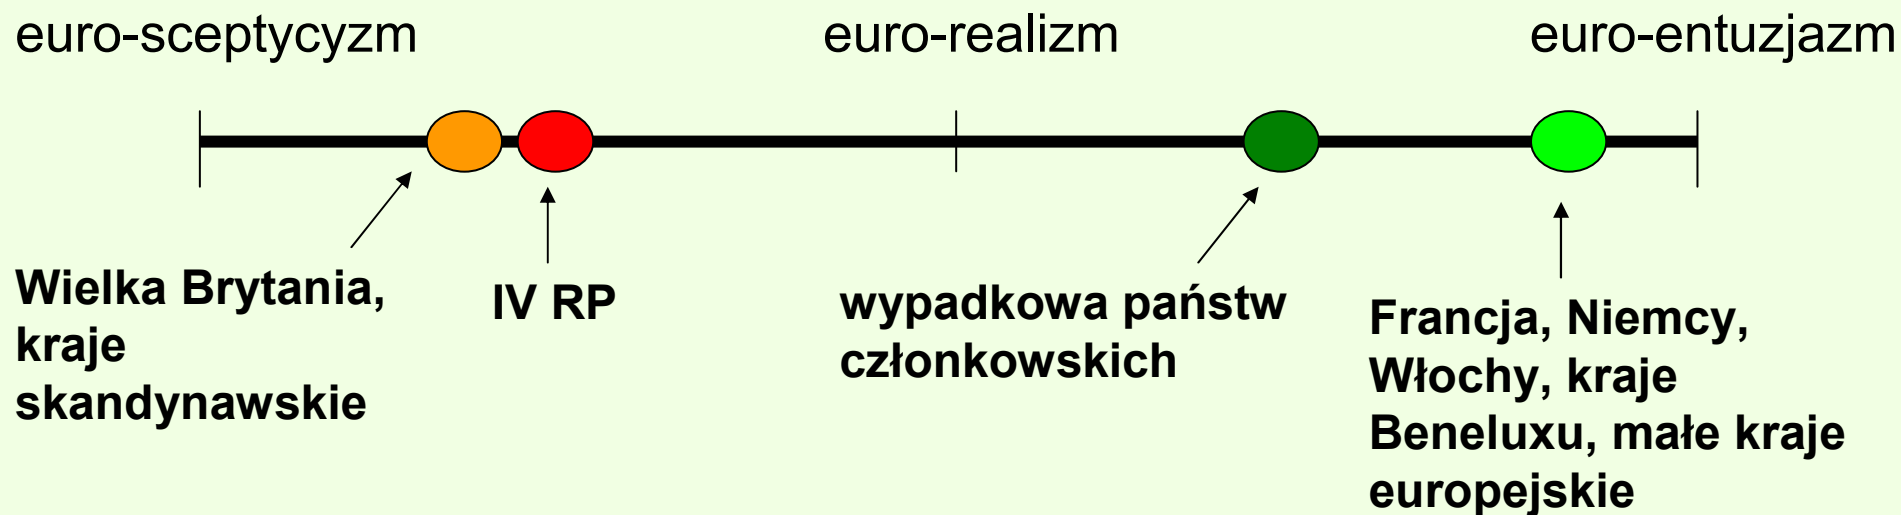 euro-sceptycyzm euro-realizm euro-entuzjazm
Wielka Brytania,
kraje
skandynawskie
IV RP
wypadkowa państw
członkowskich
Francja, Niemcy,
Włochy, kraje
Beneluxu, małe kraje
europejskie